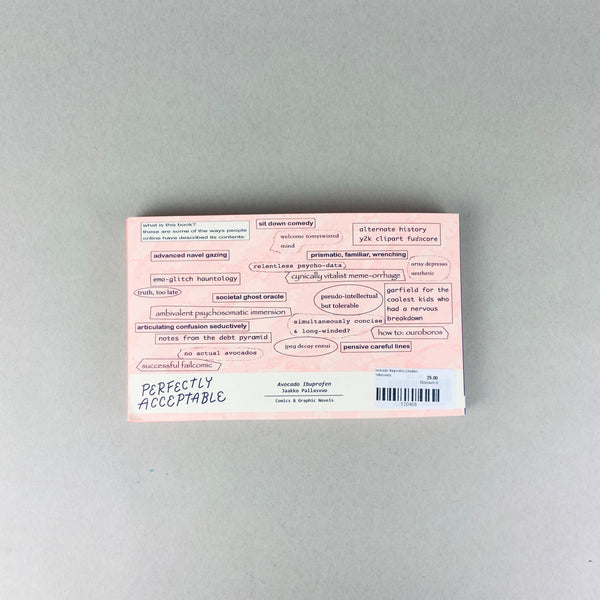 what is this book?
these are some of the ways people
online have described its contents:
sit down comedy
welcome tomytwisted
mind
alternate history
y2k clipart fudxcore
advanced navel gazing
prismatic, familiar, wrenching
relentless psycho-data
artsy depresso
aesthetic
emo-glitch hauntology
cynically vitalist meme-orrhage
truth, too late
societal ghost oracle
pseudo-intellectual
but tolerable
garfield for the
coolest kids who
had a nervous
breakdown
ambivalent psychosomatic immersion
simultaneously concise
& long-winded?
articulating confusion seductively
how to: ouroboros
notes from the debt pyramid
jpeg decay ennui
pensive careful lines
no actual avocados
successful failcomic
PERFECTLY
ACCEPTABLE
Avocado Ibuprofen
Jaakko Pallasvuo
Comics & Graphic Novels
25.00
Discount 0